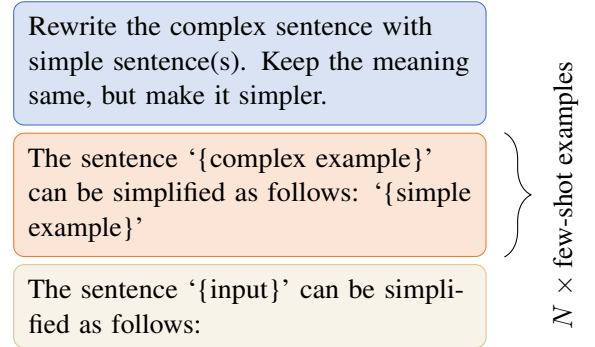 Rewrite the complex sentence with
simple sentence(s). Keep the meaning
same, but make it simpler.
The sentence ‘{complex example}’
can be simplified as follows: ‘{simple
example}’
The sentence ‘{input}’ can be simpli-
fied as follows:
N × few-shot examples